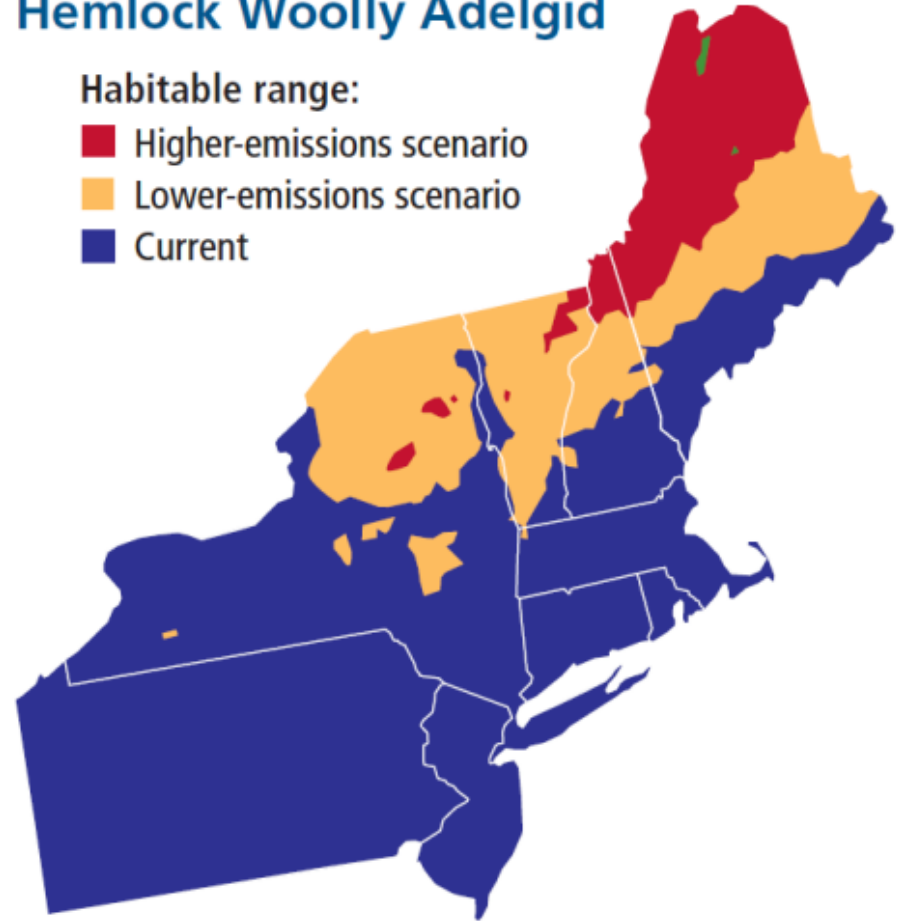 Hemlock Woolly Adelgid
Habitable range:
Higher-emissions scenario
Lower-emissions scenario
Current